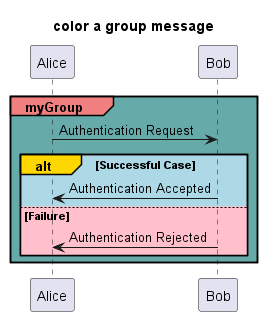 color a group message
Alice Bob
myGroup
Authentication Request
alt [Successful Case]
Authentication Accepted
[Failure]
Authentication Rejected
Alice Bob